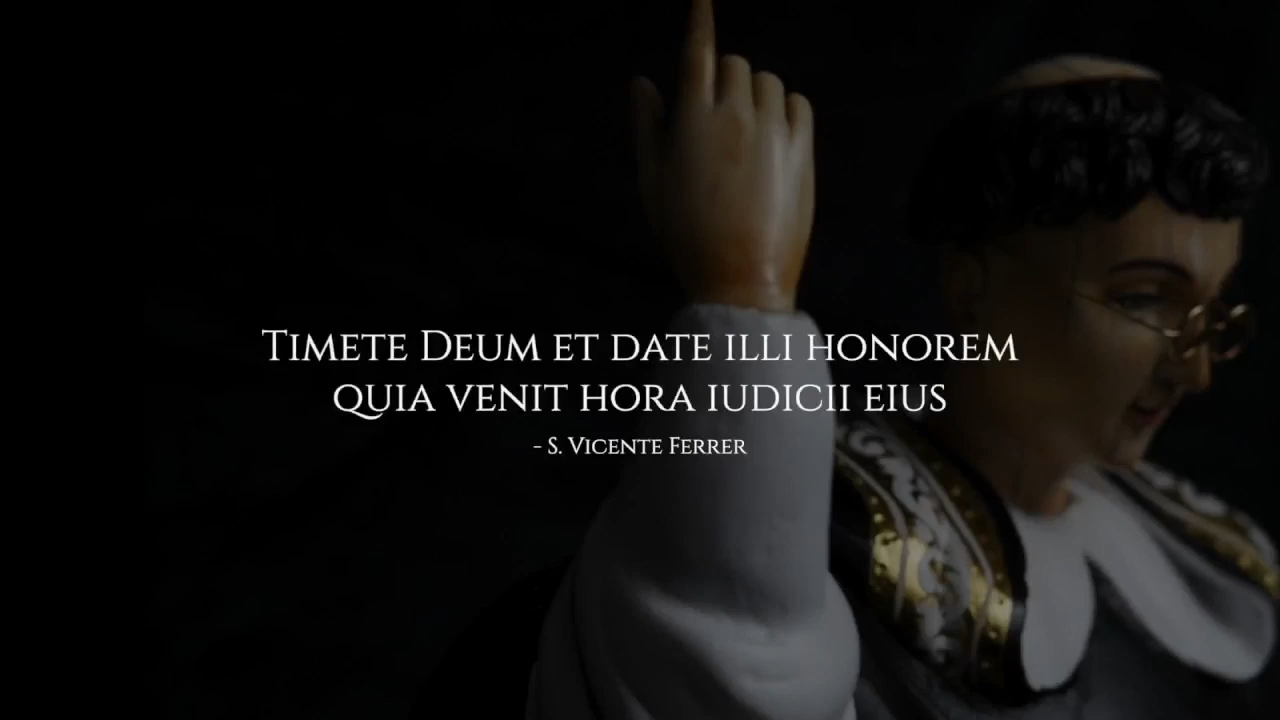 Timete Deum et date illi honorem
quia venit hora iudicii eius
- S. Vicente Ferrer